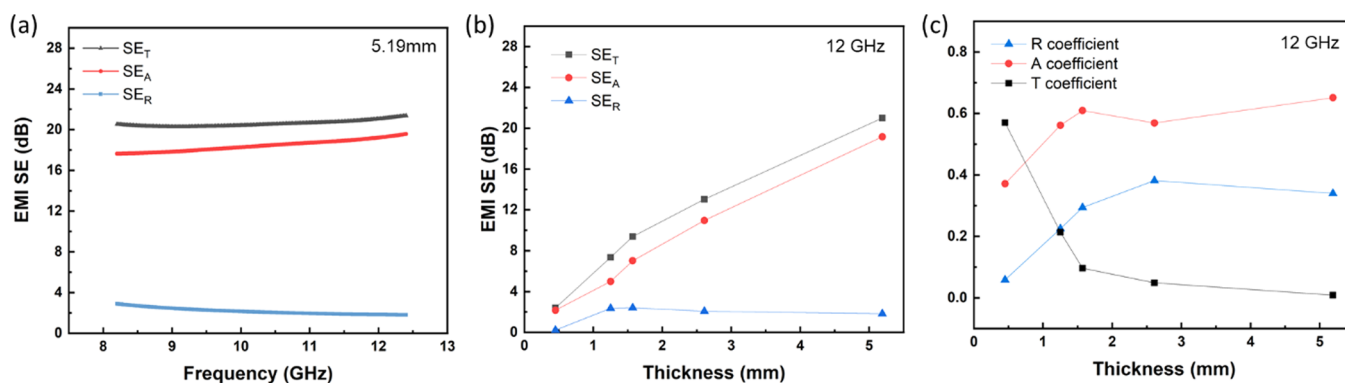 (a)
SE_T
SE_A
SE_R
5.19mm
28
24
20
16
12
8
4
0
EMI SE (dB)
8 9 10 11 12 13
Frequency (GHz)
(b)
SE_T
SE_A
SE_R
12 GHz
28
24
20
16
12
8
4
0
EMI SE (dB)
0 1 2 3 4 5
Thickness (mm)
(c)
R coefficient
A coefficient
T coefficient
12 GHz
0.8
0.6
0.4
0.2
0.0
0 1 2 3 4 5
Thickness (mm)